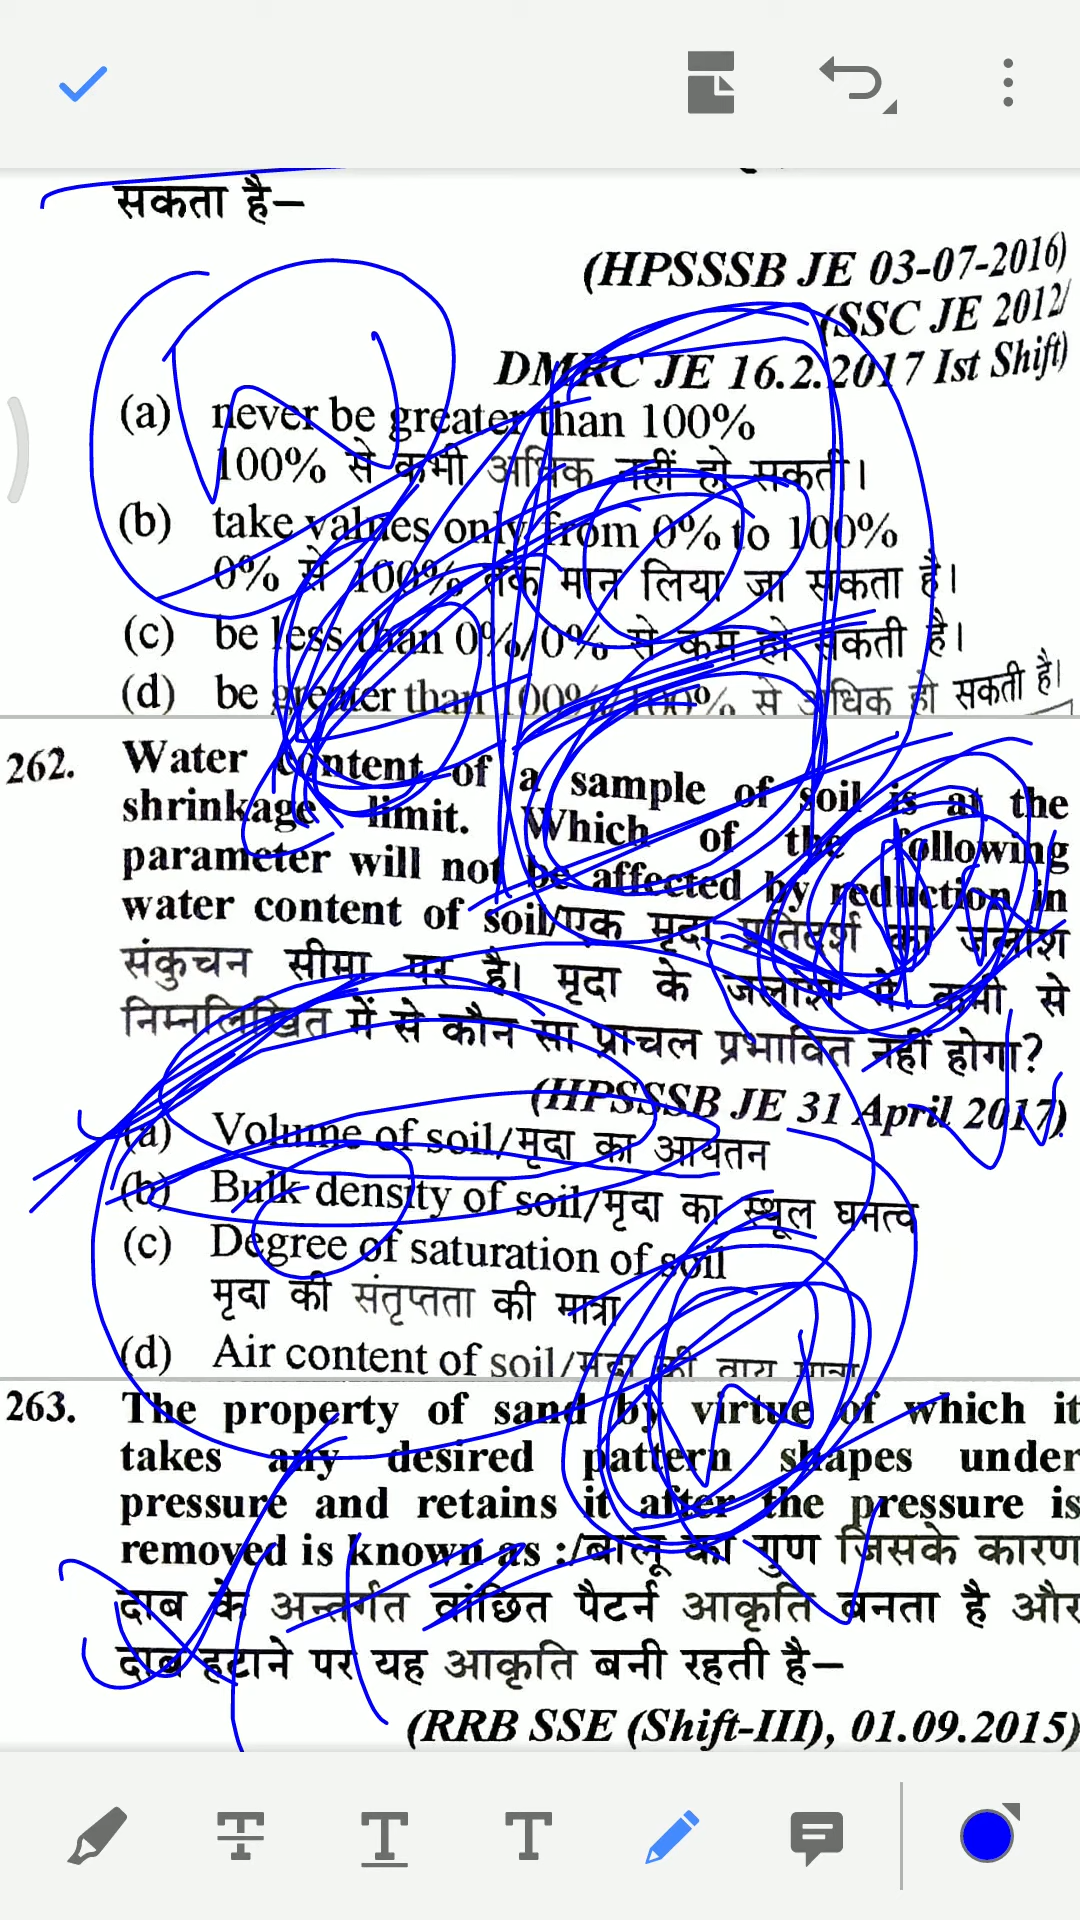 सकता है–
(HPSSSB JE 03-07-2016)
(SSC JE 2012/
DMRC JE 16.2.2017 Ist Shift)
(a) never be greater than 100%
100% से कभी अधिक नहीं हो सकती।
(b) take values only from 0% to 100%
0% से 100% तक मान लिया जा सकता है।
(c) be less than 0%/0% से कम हो सकती है।
(d) be greater than 100%/100% से अधिक हो सकती है।
262. Water content of a sample of soil is at the
shrinkage limit. Which of the following
parameter will not be affected by reduction in
water content of soil/एक मृदा प्रतिदर्श का जलांश
संकुचन सीमा पर है। मृदा के जलांश में कमी से
निम्नलिखित में से कौन सा प्राचल प्रभावित नहीं होगा?
(HPSSSB JE 31 April 2017)
(a) Volume of soil/मृदा का आयतन
(b) Bulk density of soil/मृदा का स्थूल घनत्व
(c) Degree of saturation of soil
मृदा की संतृप्तता की मात्रा
(d) Air content of soil/मृदा की वायु मात्रा
263. The property of sand by virtue of which it
takes any desired pattern shapes under
pressure and retains it after the pressure is
removed is known as :/बालू का गुण जिसके कारण
दाब के अन्तर्गत वांछित पैटर्न आकृति बनता है और
दाब हटाने पर यह आकृति बनी रहती है–
(RRB SSE (Shift-III), 01.09.2015)